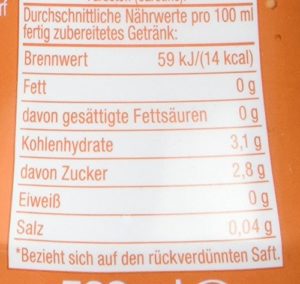 Durchschnittliche Nährwerte pro 100 ml
fertig zubereitetes Getränk:
Brennwert 59 kJ/(14 kcal)
Fett 0 g
davon gesättigte Fettsäuren 0 g
Kohlenhydrate 3,1 g
davon Zucker 2,8 g
Eiweiß 0 g
Salz 0,04 g
*Bezieht sich auf den rückverdünnten Saft.